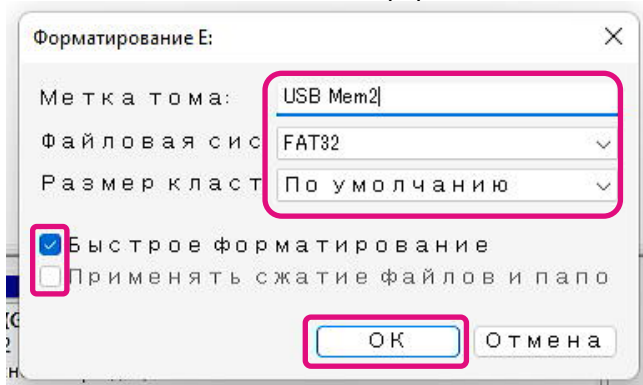 Форматирование E:
Метка тома: USB Mem2
Файловая сис FAT32
Размер класт По умолчанию
Быстрое форматирование
Применять сжатие файлов и папо
ОК Отмена